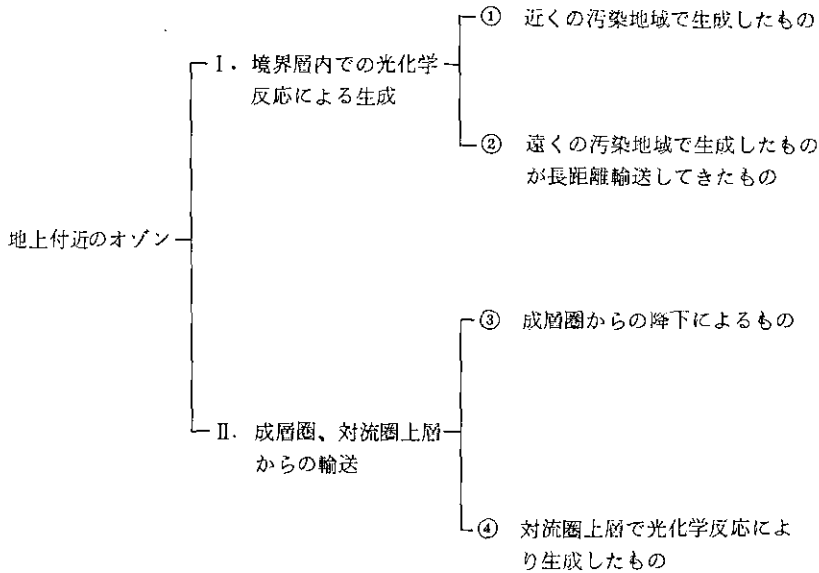 ① 近くの汚染地域で生成したもの
Ⅰ. 境界層内での光化学
反応による生成
② 遠くの汚染地域で生成したもの
が長距離輸送してきたもの
地上付近のオゾン
③ 成層圏からの降下によるもの
Ⅱ. 成層圏、対流圏上層
からの輸送
④ 対流圏上層で光化学反応によ
り生成したもの